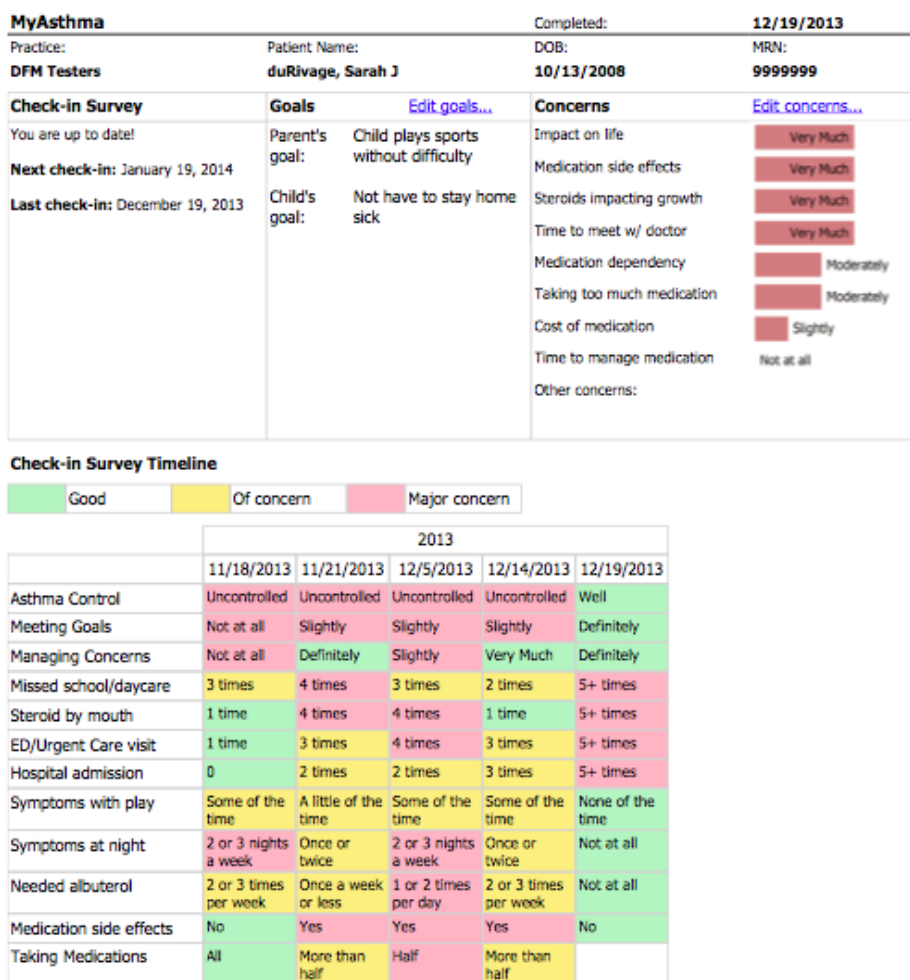 MyAsthma Completed: 12/19/2013
Practice: Patient Name: DOB: MRN:
DFM Testers duRivage, Sarah J 10/13/2008 9999999
Check-in Survey Goals Edit goals... Concerns Edit concerns...
You are up to date!
Next check-in: January 19, 2014
Last check-in: December 19, 2013
Parent's goal: Child plays sports
without difficulty
Child's goal: Not have to stay home
sick
Impact on life Very Much
Medication side effects Very Much
Steroids impacting growth Very Much
Time to meet w/ doctor Very Much
Medication dependency Moderately
Taking too much medication Moderately
Cost of medication Slightly
Time to manage medication Not at all
Other concerns:
Check-in Survey Timeline
Good Of concern Major concern
2013
11/18/2013 11/21/2013 12/5/2013 12/14/2013 12/19/2013
Asthma Control Uncontrolled Uncontrolled Uncontrolled Uncontrolled Well
Meeting Goals Not at all Slightly Slightly Slightly Definitely
Managing Concerns Not at all Definitely Slightly Very Much Definitely
Missed school/daycare 3 times 4 times 3 times 2 times 5+ times
Steroid by mouth 1 time 4 times 4 times 1 time 5+ times
ED/Urgent Care visit 1 time 3 times 4 times 3 times 5+ times
Hospital admission 0 2 times 2 times 3 times 5+ times
Symptoms with play Some of the time A little of the time Some of the time Some of the time None of the time
Symptoms at night 2 or 3 nights a week Once or twice 2 or 3 nights a week Once or twice Not at all
Needed albuterol 2 or 3 times per week Once a week or less 1 or 2 times per day 2 or 3 times per week Not at all
Medication side effects No Yes Yes Yes No
Taking Medications All More than half Half More than half